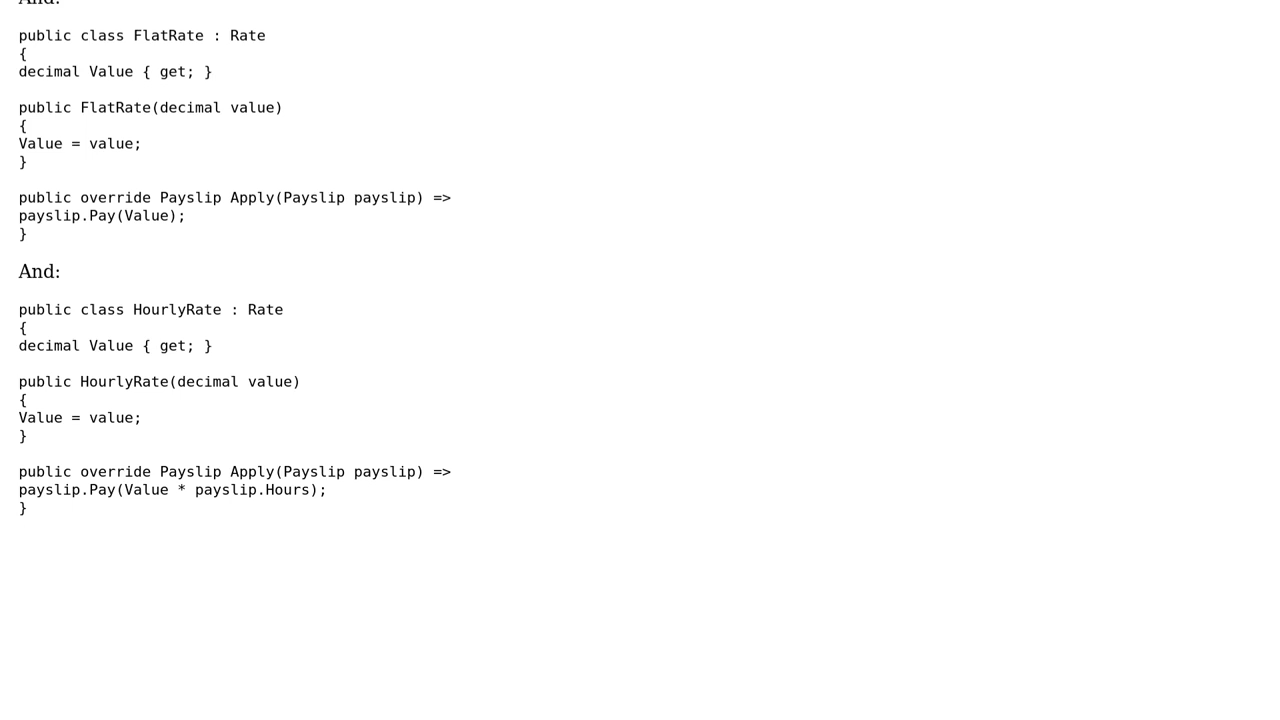 And:
public class FlatRate : Rate
{
decimal Value { get; }
public FlatRate(decimal value)
{
Value = value;
}
public override Payslip Apply(Payslip payslip) =>
payslip.Pay(Value);
}
And:
public class HourlyRate : Rate
{
decimal Value { get; }
public HourlyRate(decimal value)
{
Value = value;
}
public override Payslip Apply(Payslip payslip) =>
payslip.Pay(Value * payslip.Hours);
}